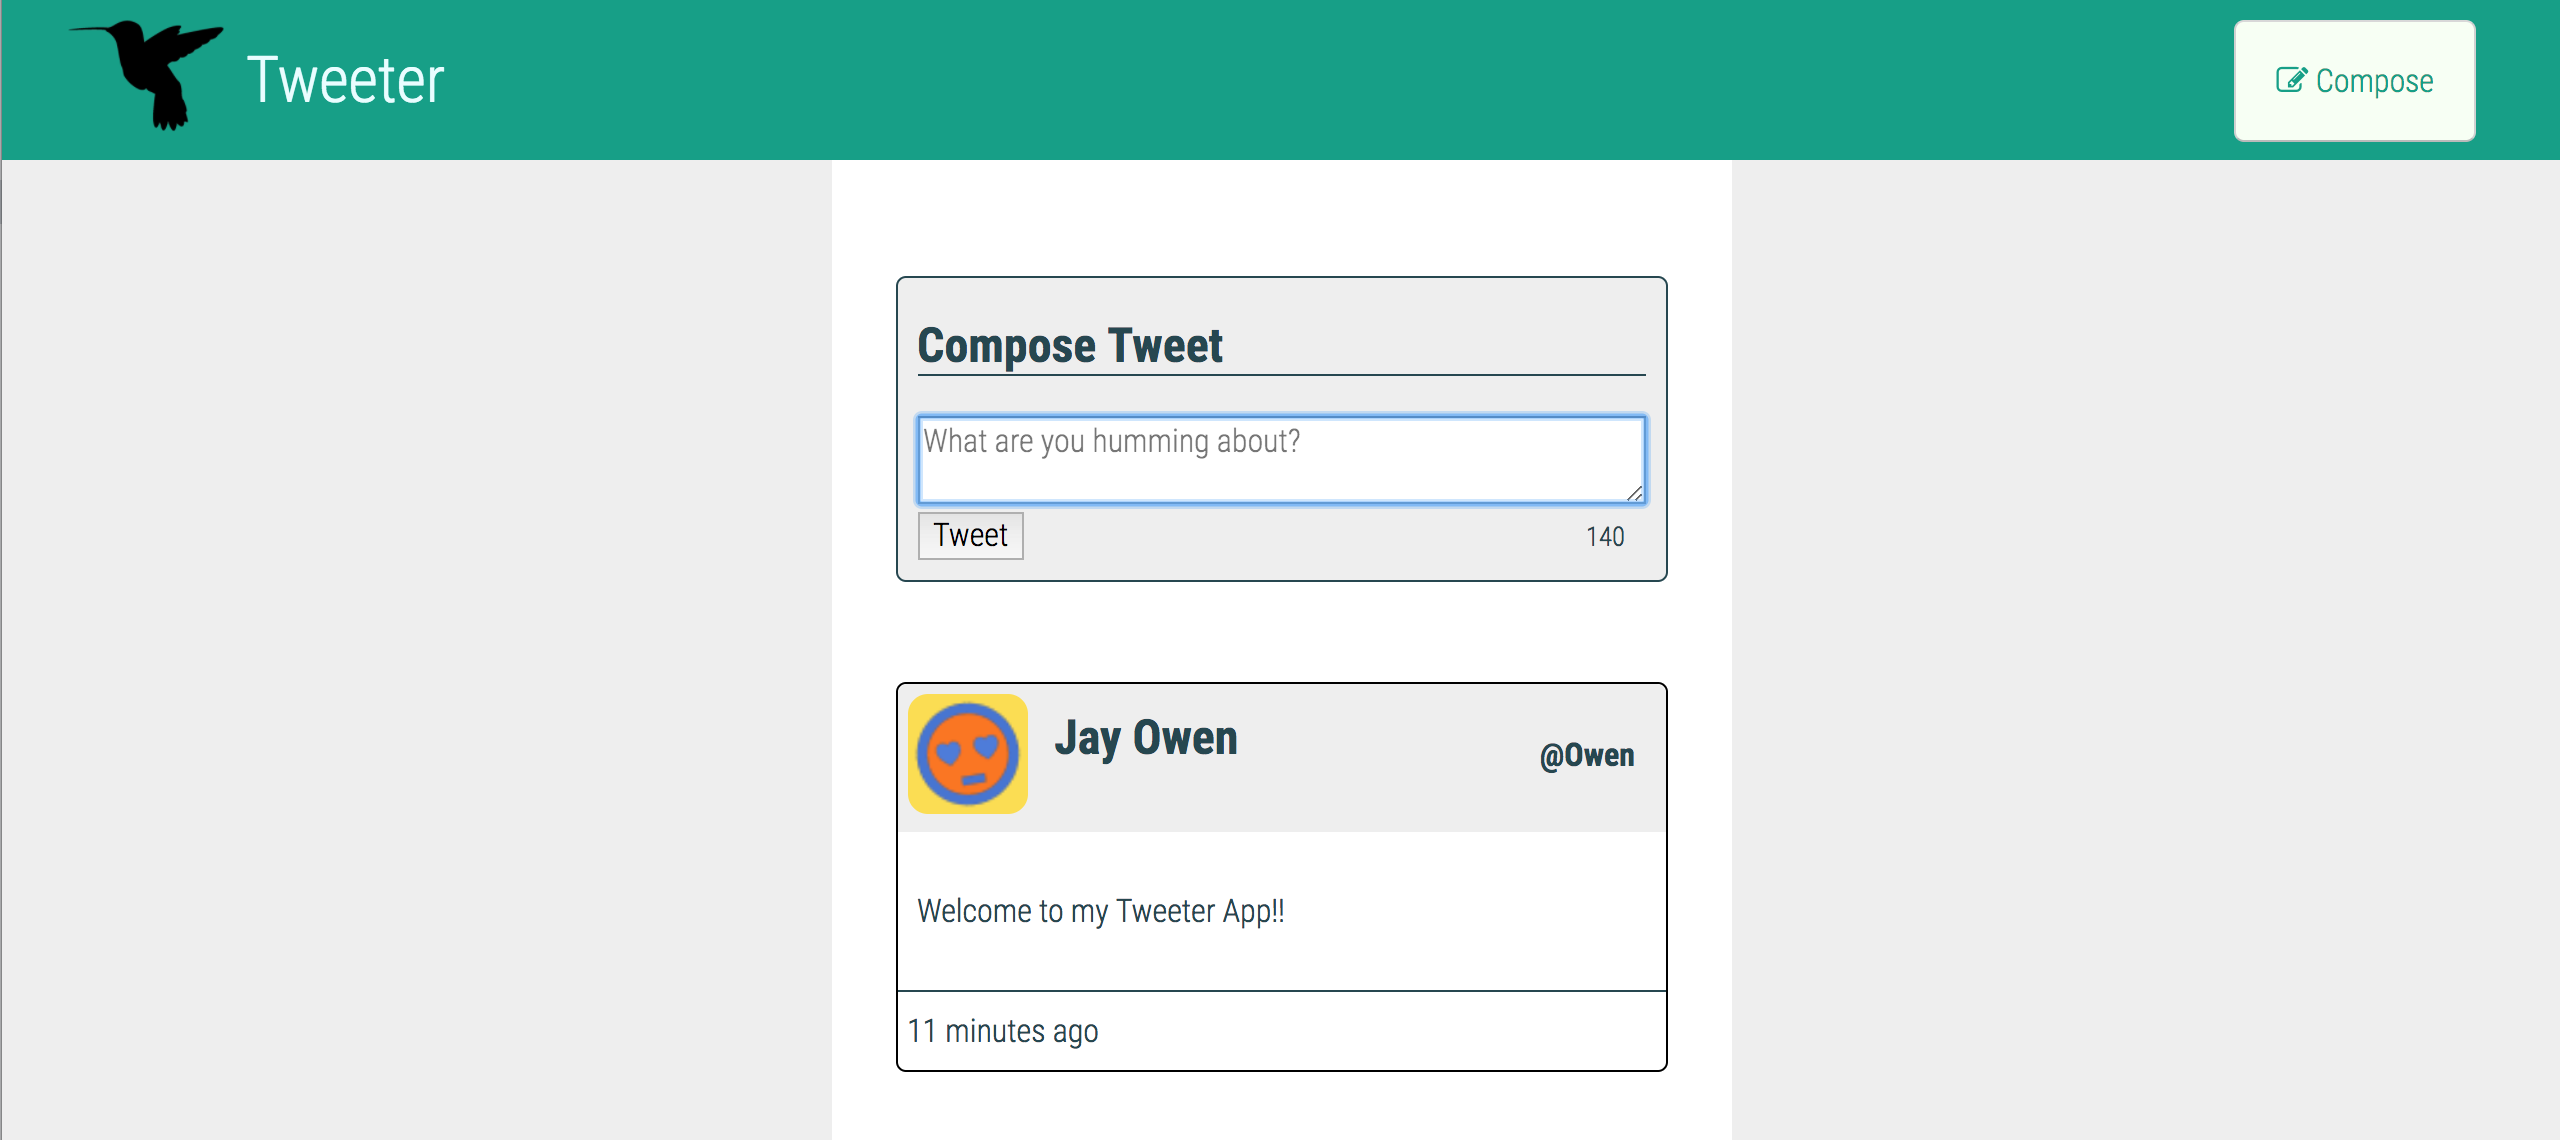 Tweeter
Compose
Compose Tweet
What are you humming about?
Tweet
140
Jay Owen
@Owen
Welcome to my Tweeter App!!
11 minutes ago